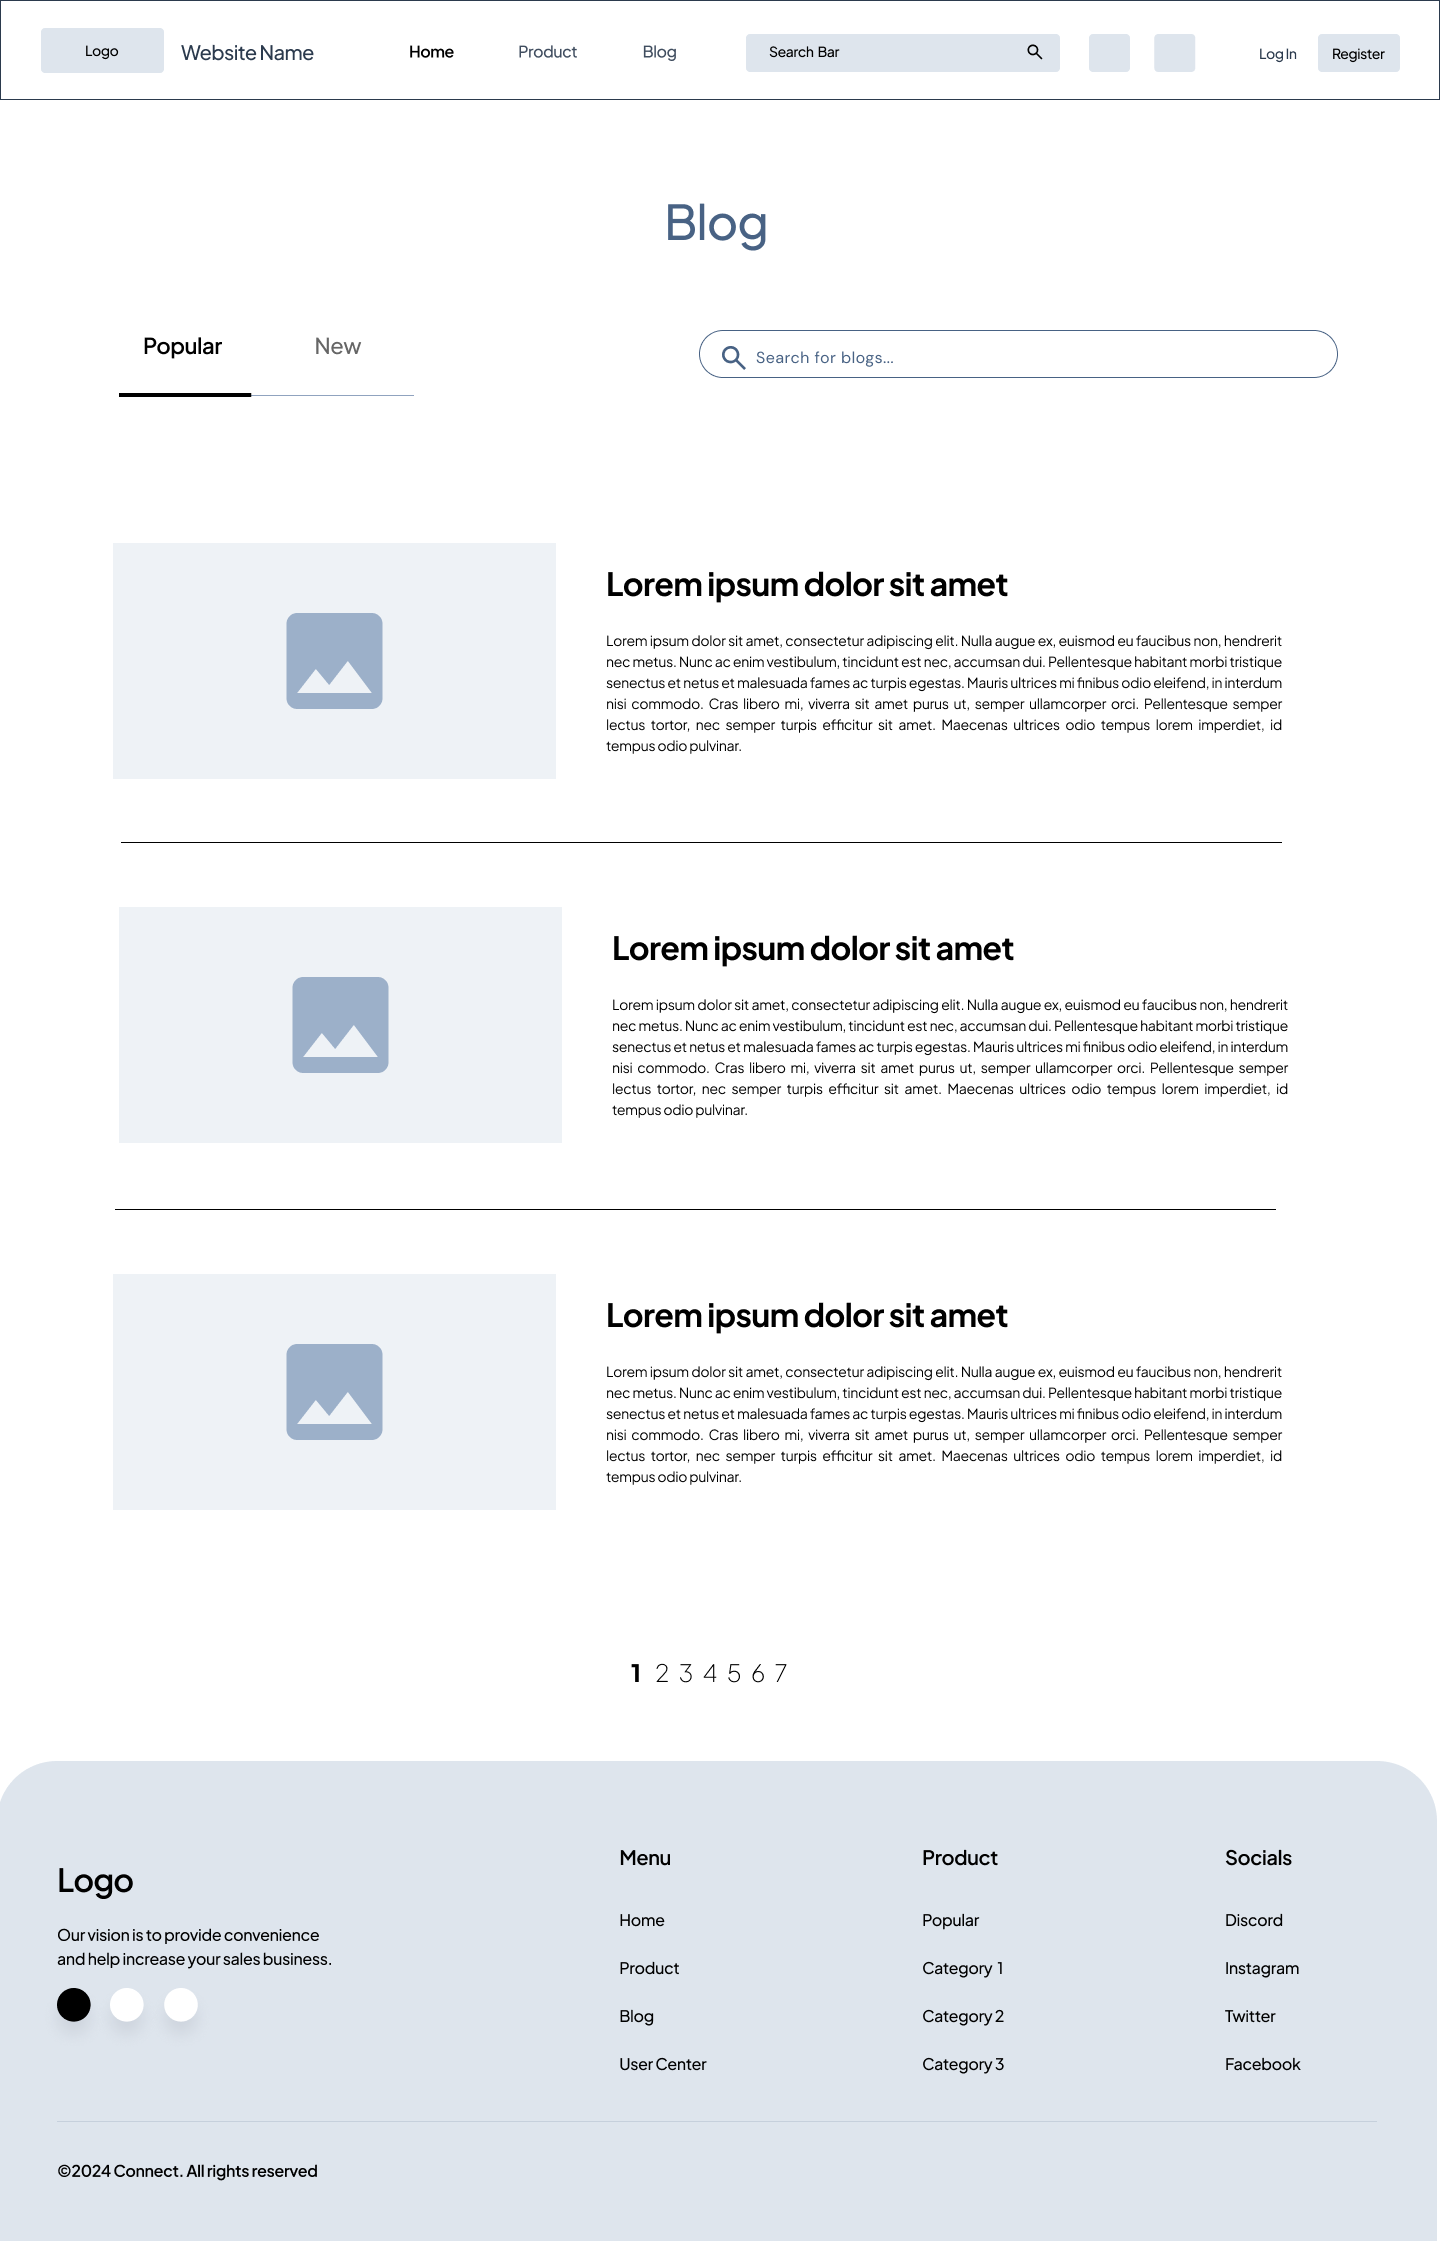 Logo
Website Name
Home
Product
Blog
Search Bar
Log In
Register
Blog
Popular
New
Search for blogs...
Lorem ipsum dolor sit amet
Lorem ipsum dolor sit amet, consectetur adipiscing elit. Nulla augue ex, euismod eu faucibus non, hendrerit
nec metus. Nunc ac enim vestibulum, tincidunt est nec, accumsan dui. Pellentesque habitant morbi tristique
senectus et netus et malesuada fames ac turpis egestas. Mauris ultrices mi finibus odio eleifend, in interdum
nisi commodo. Cras libero mi, viverra sit amet purus ut, semper ullamcorper orci. Pellentesque semper
lectus tortor, nec semper turpis efficitur sit amet. Maecenas ultrices odio tempus lorem imperdiet, id
tempus odio pulvinar.
Lorem ipsum dolor sit amet
Lorem ipsum dolor sit amet, consectetur adipiscing elit. Nulla augue ex, euismod eu faucibus non, hendrerit
nec metus. Nunc ac enim vestibulum, tincidunt est nec, accumsan dui. Pellentesque habitant morbi tristique
senectus et netus et malesuada fames ac turpis egestas. Mauris ultrices mi finibus odio eleifend, in interdum
nisi commodo. Cras libero mi, viverra sit amet purus ut, semper ullamcorper orci. Pellentesque semper
lectus tortor, nec semper turpis efficitur sit amet. Maecenas ultrices odio tempus lorem imperdiet, id
tempus odio pulvinar.
Lorem ipsum dolor sit amet
Lorem ipsum dolor sit amet, consectetur adipiscing elit. Nulla augue ex, euismod eu faucibus non, hendrerit
nec metus. Nunc ac enim vestibulum, tincidunt est nec, accumsan dui. Pellentesque habitant morbi tristique
senectus et netus et malesuada fames ac turpis egestas. Mauris ultrices mi finibus odio eleifend, in interdum
nisi commodo. Cras libero mi, viverra sit amet purus ut, semper ullamcorper orci. Pellentesque semper
lectus tortor, nec semper turpis efficitur sit amet. Maecenas ultrices odio tempus lorem imperdiet, id
tempus odio pulvinar.
1 2 3 4 5 6 7
Logo
Our vision is to provide convenience
and help increase your sales business.
Menu
Home
Product
Blog
User Center
Product
Popular
Category 1
Category 2
Category 3
Socials
Discord
Instagram
Twitter
Facebook
©2024 Connect. All rights reserved